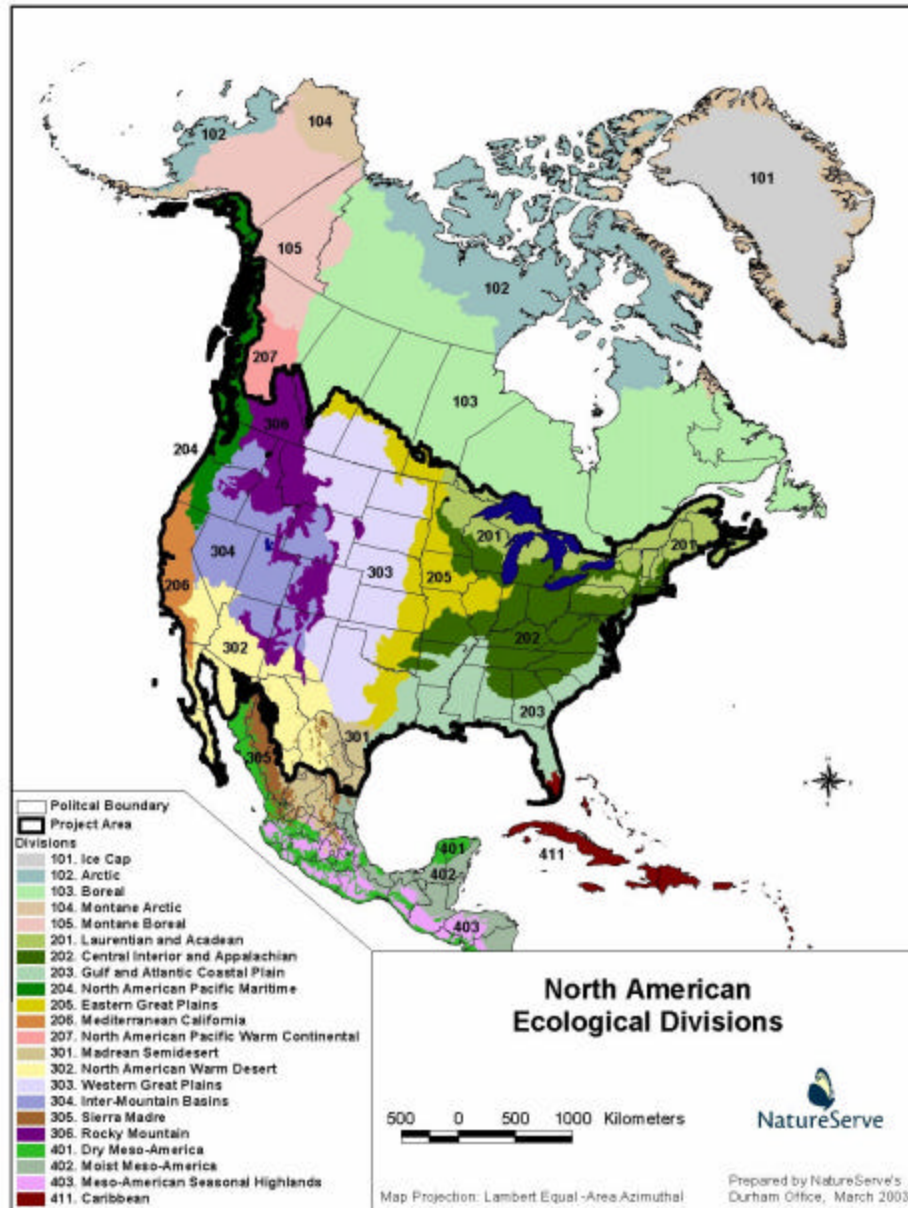 102
104
101
105
102
207
103
306
204
201
201
304
303
205
206
202
302
203
301
305
401
411
402
403
Politcal Boundary
Project Area
Divisions
101. Ice Cap
102. Arctic
103. Boreal
104. Montane Arctic
105. Montane Boreal
201. Laurentian and Acadean
202. Central Interior and Appalachian
203. Gulf and Atlantic Coastal Plain
204. North American Pacific Maritime
205. Eastern Great Plains
206. Mediterranean California
207. North American Pacific Warm Continental
301. Madrean Semidesert
302. North American Warm Desert
303. Western Great Plains
304. Inter-Mountain Basins
305. Sierra Madre
306. Rocky Mountain
401. Dry Meso-America
402. Moist Meso-America
403. Meso-American Seasonal Highlands
411. Caribbean
North American
Ecological Divisions
500 0 500 1000 Kilometers
NatureServe
Map Projection: Lambert Equal-Area Azimuthal
Prepared by NatureServe's
Durham Office, March 2003